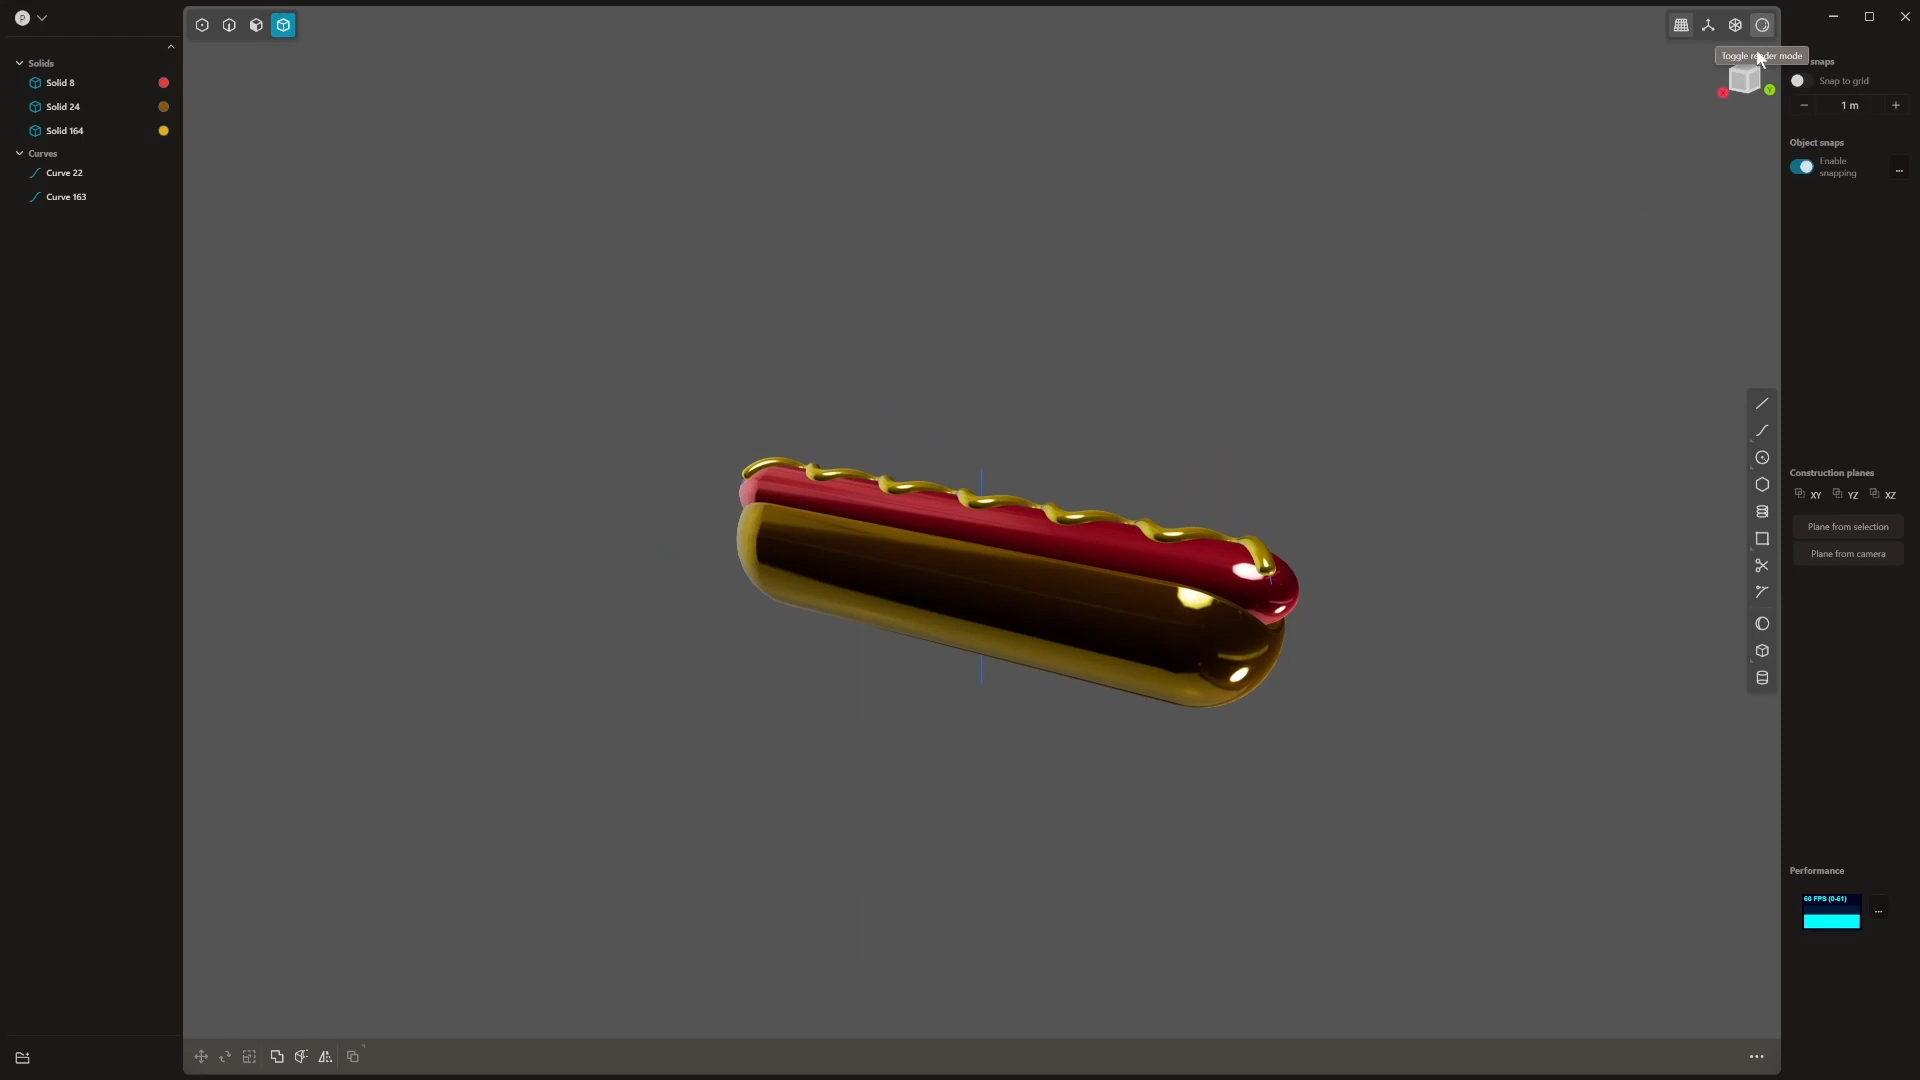 P
Solids
Solid 8
Solid 24
Solid 164
Curves
Curve 22
Curve 163
Toggle render mode
X
Y
snaps
Snap to grid
1 m
Object snaps
Enable
snapping
...
Construction planes
XY YZ XZ
Plane from selection
Plane from camera
Performance
60 FPS (0-61)
...